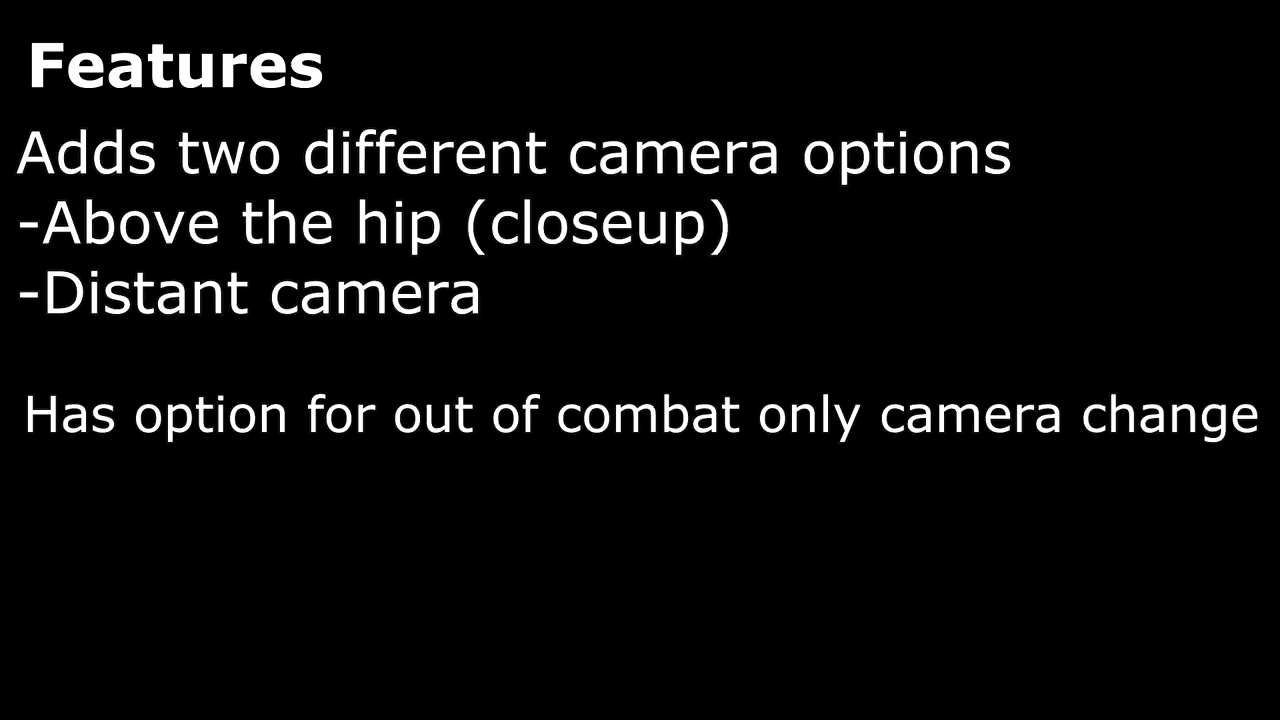 Features
Adds two different camera options
-Above the hip (closeup)
-Distant camera
Has option for out of combat only camera change